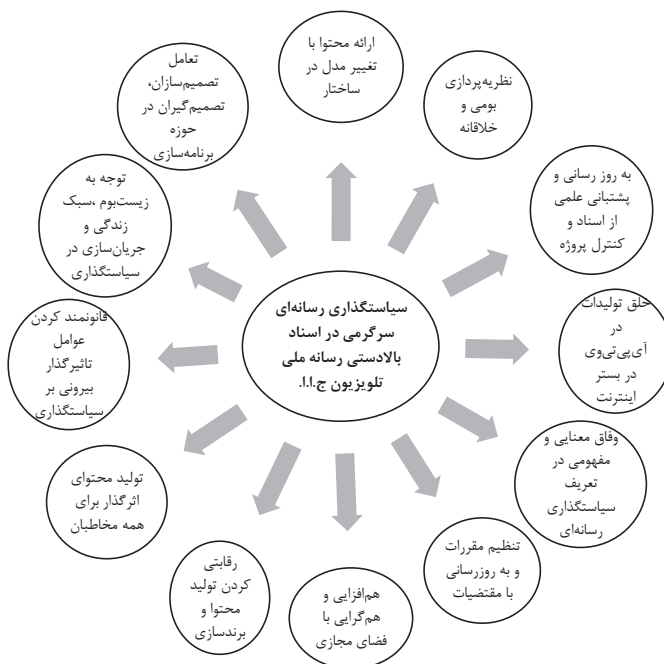 ارائه محتوا با
تغییر مدل در
ساختار
نظریه‌پردازی
بومی و
خلاقانه
به روز رسانی و
پشتبانی علمی
از اسناد و
کنترل پروژه
خلق تولیدات
در
آی‌پی‌تی‌وی
در بستر
اینترنت
وفاق معنایی و
مفهومی در
تعریف
سیاستگذاری
رسانه‌ای
تنظیم مقررات
و به روزرسانی
با مقتضیات
هم‌افزایی و
هم‌گرایی با
فضای مجازی
رقابتی
کردن تولید
محتوا و
برندسازی
تولید محتوای
اثرگذار برای
همه مخاطبان
قانونمند کردن
عوامل
تاثیرگذار
بیرونی بر
سیاستگذاری
توجه به
زیست‌بوم ،سبک
زندگی و
جریان‌سازی در
سیاستگذاری
تعامل
تصمیم‌سازان،
تصمیم‌گیران در
حوزه
برنامه‌سازی
سیاستگذاری رسانه‌ای
سرگرمی در اسناد
بالادستی رسانه ملی
تلویزیون ج.ا.ا.